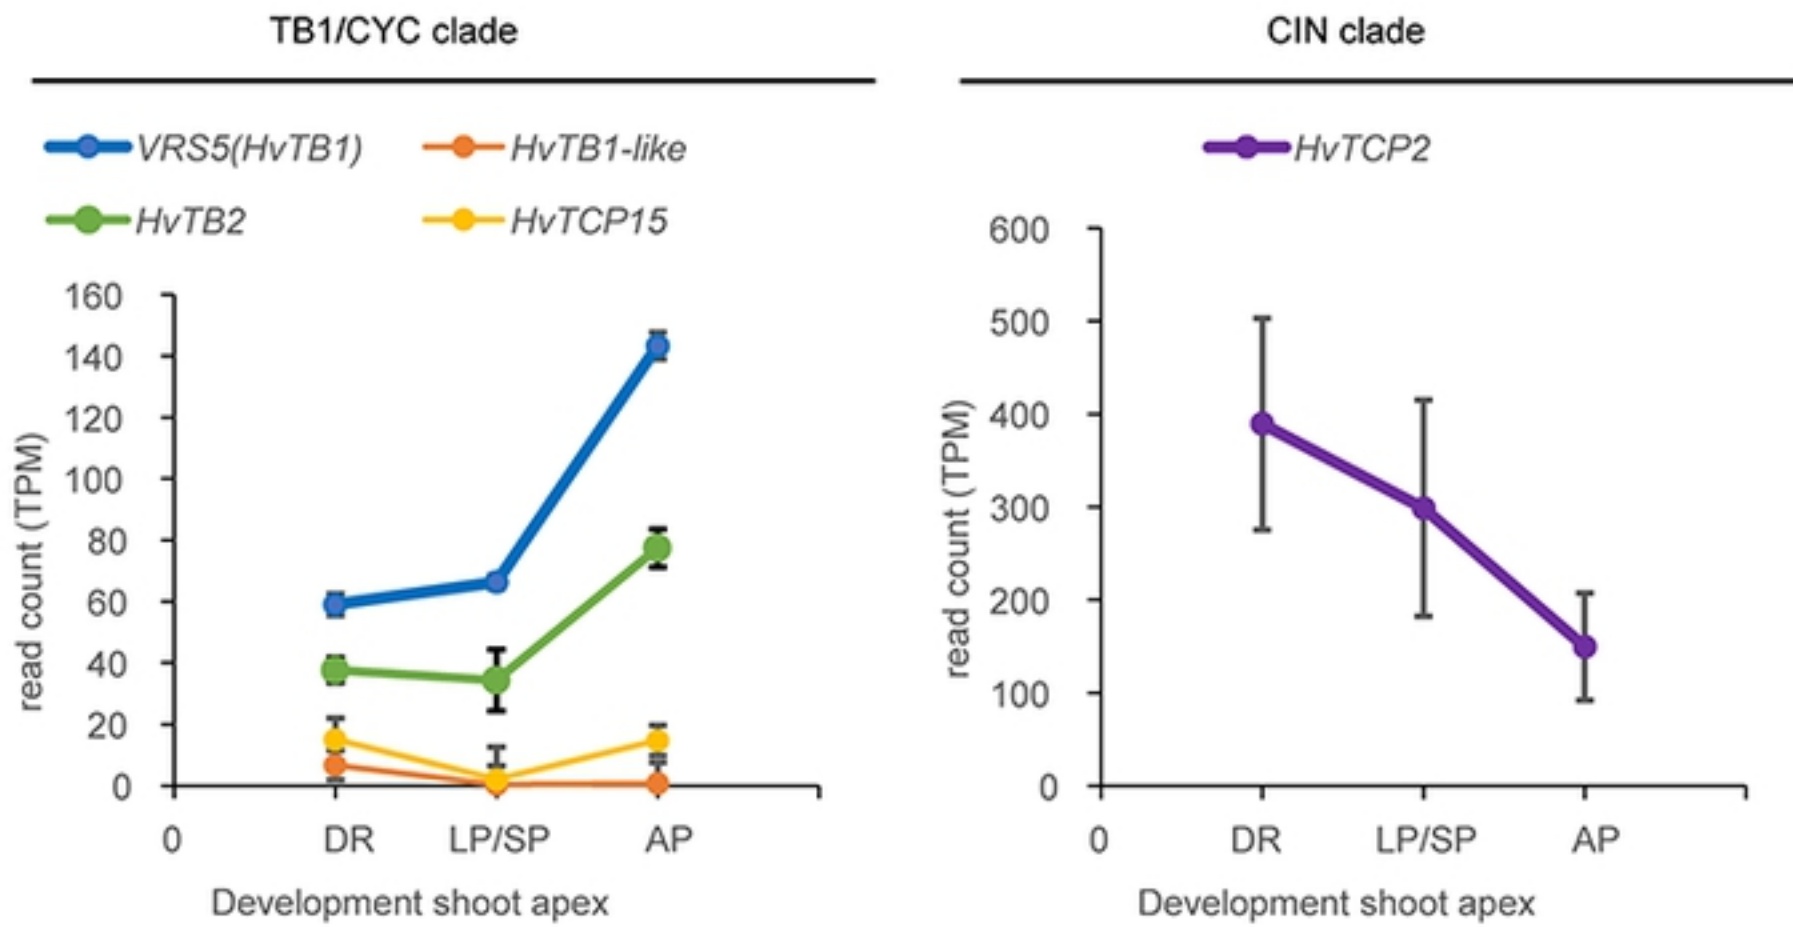 TB1/CYC clade
VRS5(HvTB1) HvTB1-like
HvTB2 HvTCP15
160
140
120
100
80
60
40
20
0
read count (TPM)
0 DR LP/SP AP
Development shoot apex
CIN clade
HvTCP2
600
500
400
300
200
100
0
read count (TPM)
0 DR LP/SP AP
Development shoot apex